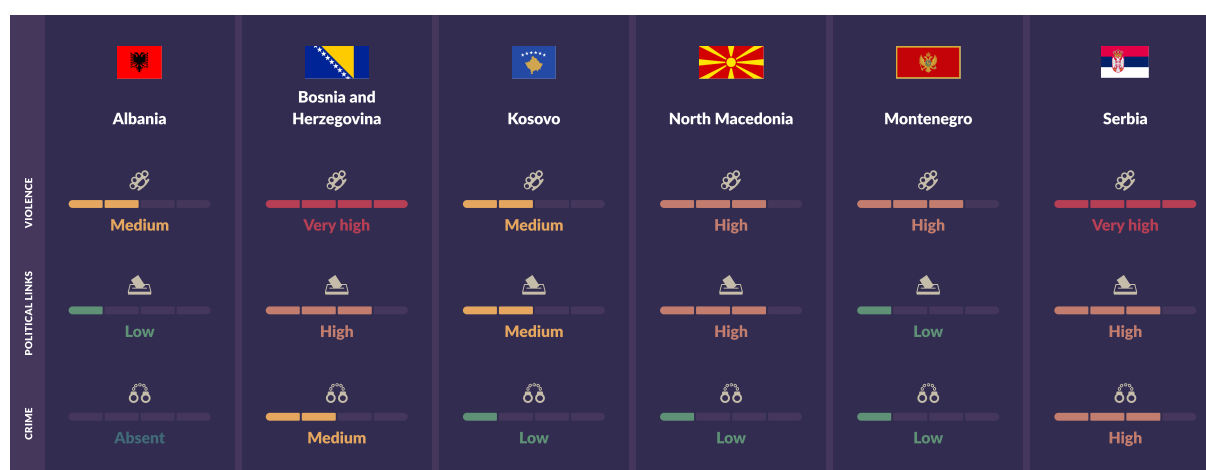 Albania
Bosnia and
Herzegovina
Kosovo
North Macedonia
Montenegro
Serbia
VIOLENCE
Medium
Very high
Medium
High
High
Very high
POLITICAL LINKS
Low
High
Medium
High
Low
High
CRIME
Absent
Medium
Low
Low
Low
High